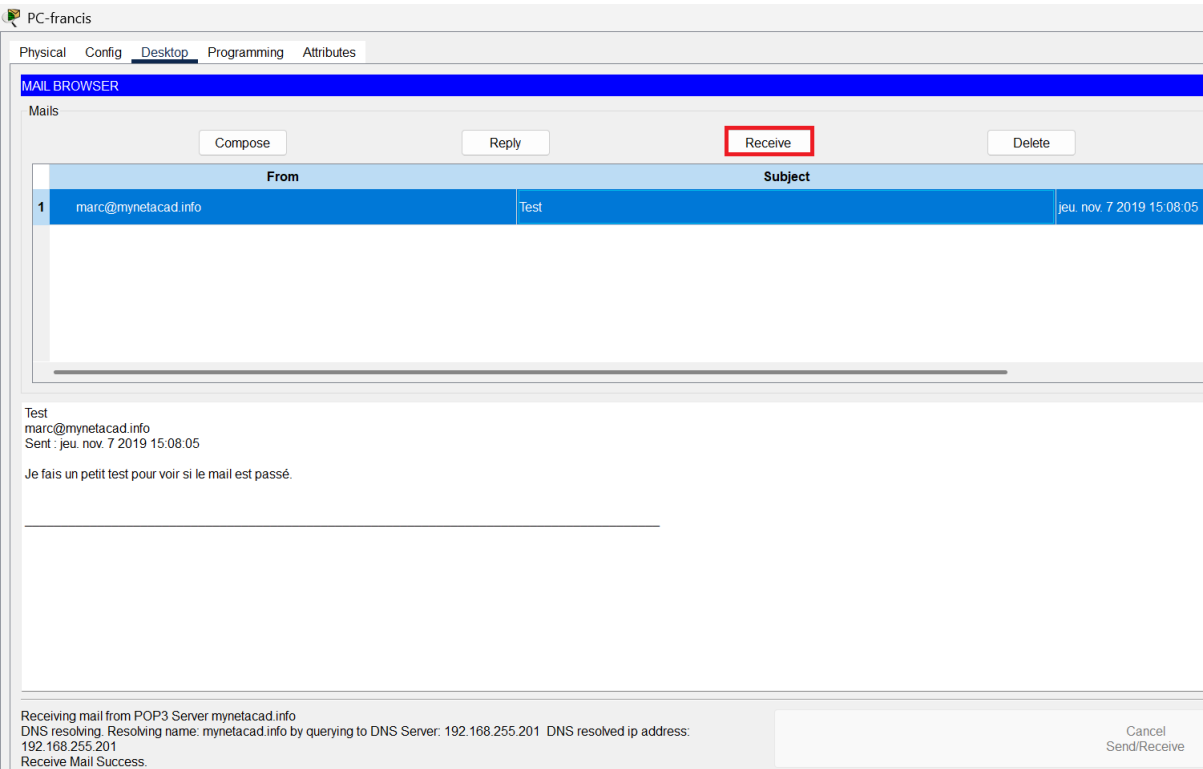 PC-francis
Physical Config Desktop Programming Attributes
MAIL BROWSER
Mails
Compose Reply Receive Delete
From Subject
1 marc@mynetacad.info Test jeu. nov. 7 2019 15:08:05
Test
marc@mynetacad.info
Sent : jeu. nov. 7 2019 15:08:05
Je fais un petit test pour voir si le mail est passé.
Receiving mail from POP3 Server mynetacad.info
DNS resolving. Resolving name: mynetacad.info by querying to DNS Server: 192.168.255.201 DNS resolved ip address:
192.168.255.201
Receive Mail Success.
Cancel
Send/Receive